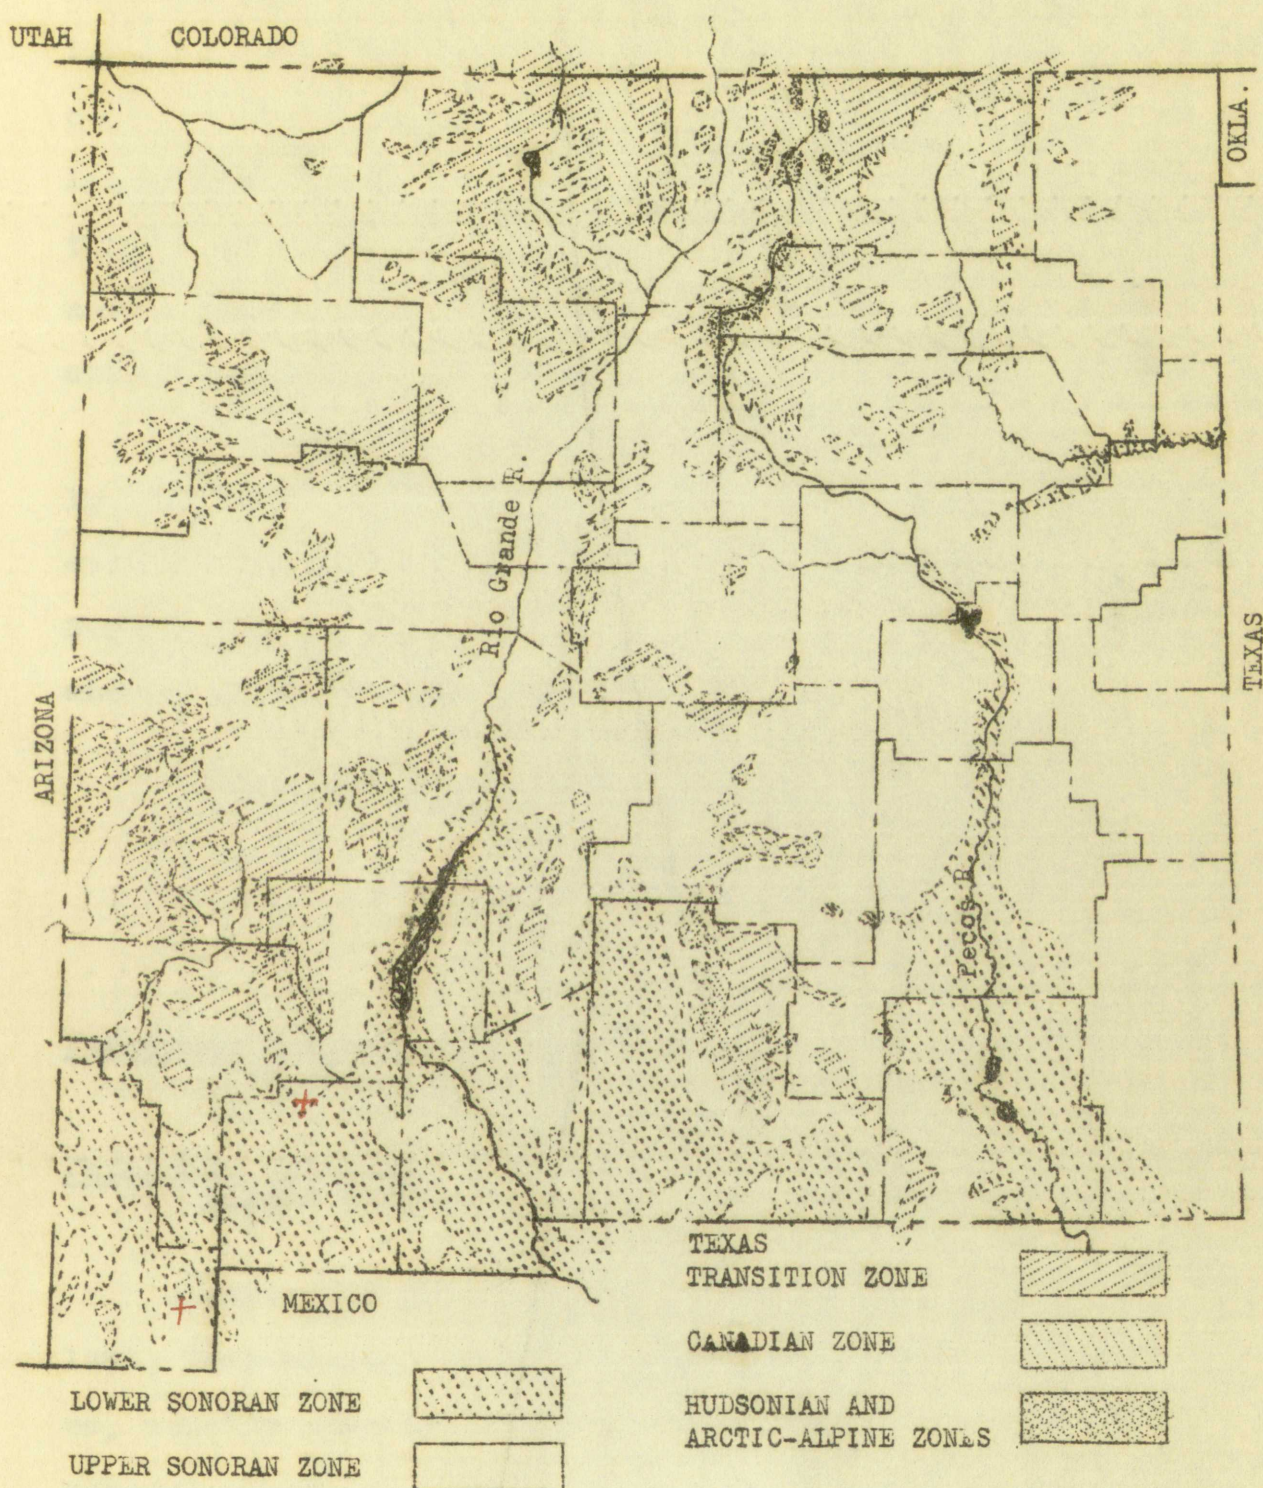 UTAH
COLORADO
OKLA.
Rio Grande R.
ARIZONA
TEXAS
Pecos R.
MEXICO
TEXAS
TRANSITION ZONE
CANADIAN ZONE
HUDSONIAN AND
ARCTIC-ALPINE ZONES
LOWER SONORAN ZONE
UPPER SONORAN ZONE